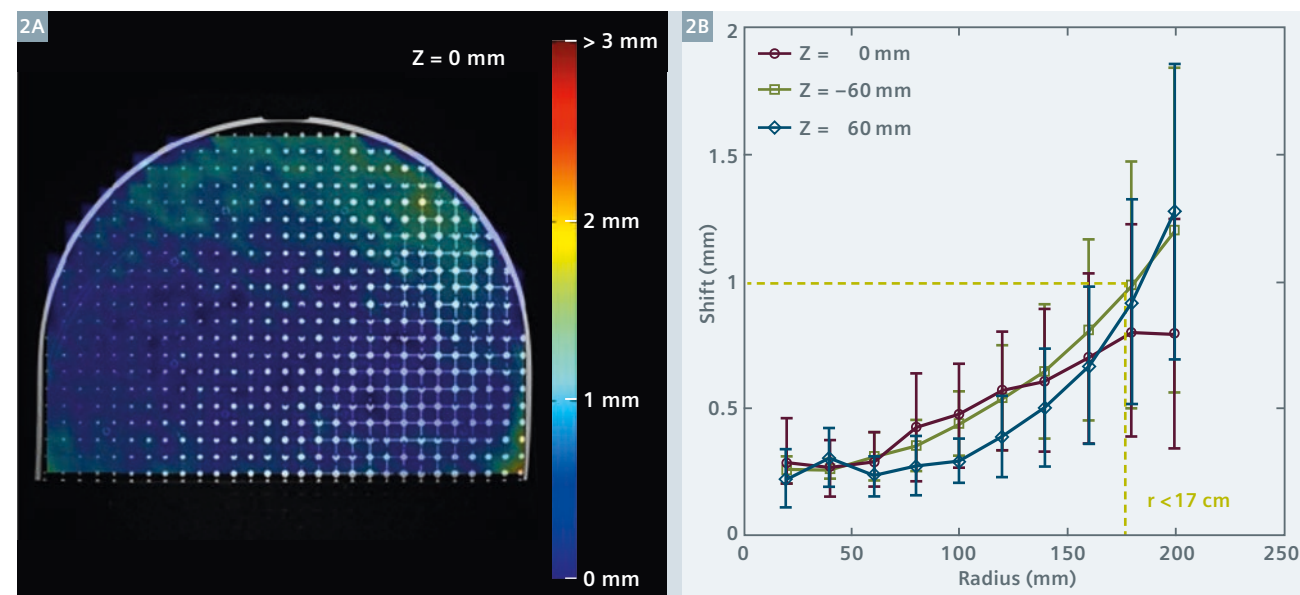 2A
Z = 0 mm
> 3 mm
2 mm
1 mm
0 mm
2B
Z = 0 mm
Z = –60 mm
Z = 60 mm
Shift (mm)
2
1.5
1
0.5
0
r < 17 cm
0 50 100 150 200 250
Radius (mm)